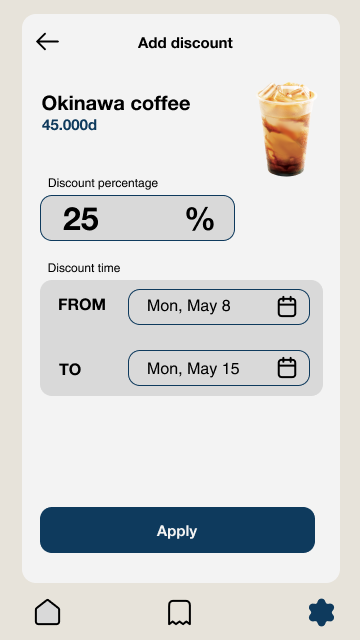 Add discount
Okinawa coffee
45.000d
Discount percentage
25 %
Discount time
FROM Mon, May 8
TO Mon, May 15
Apply